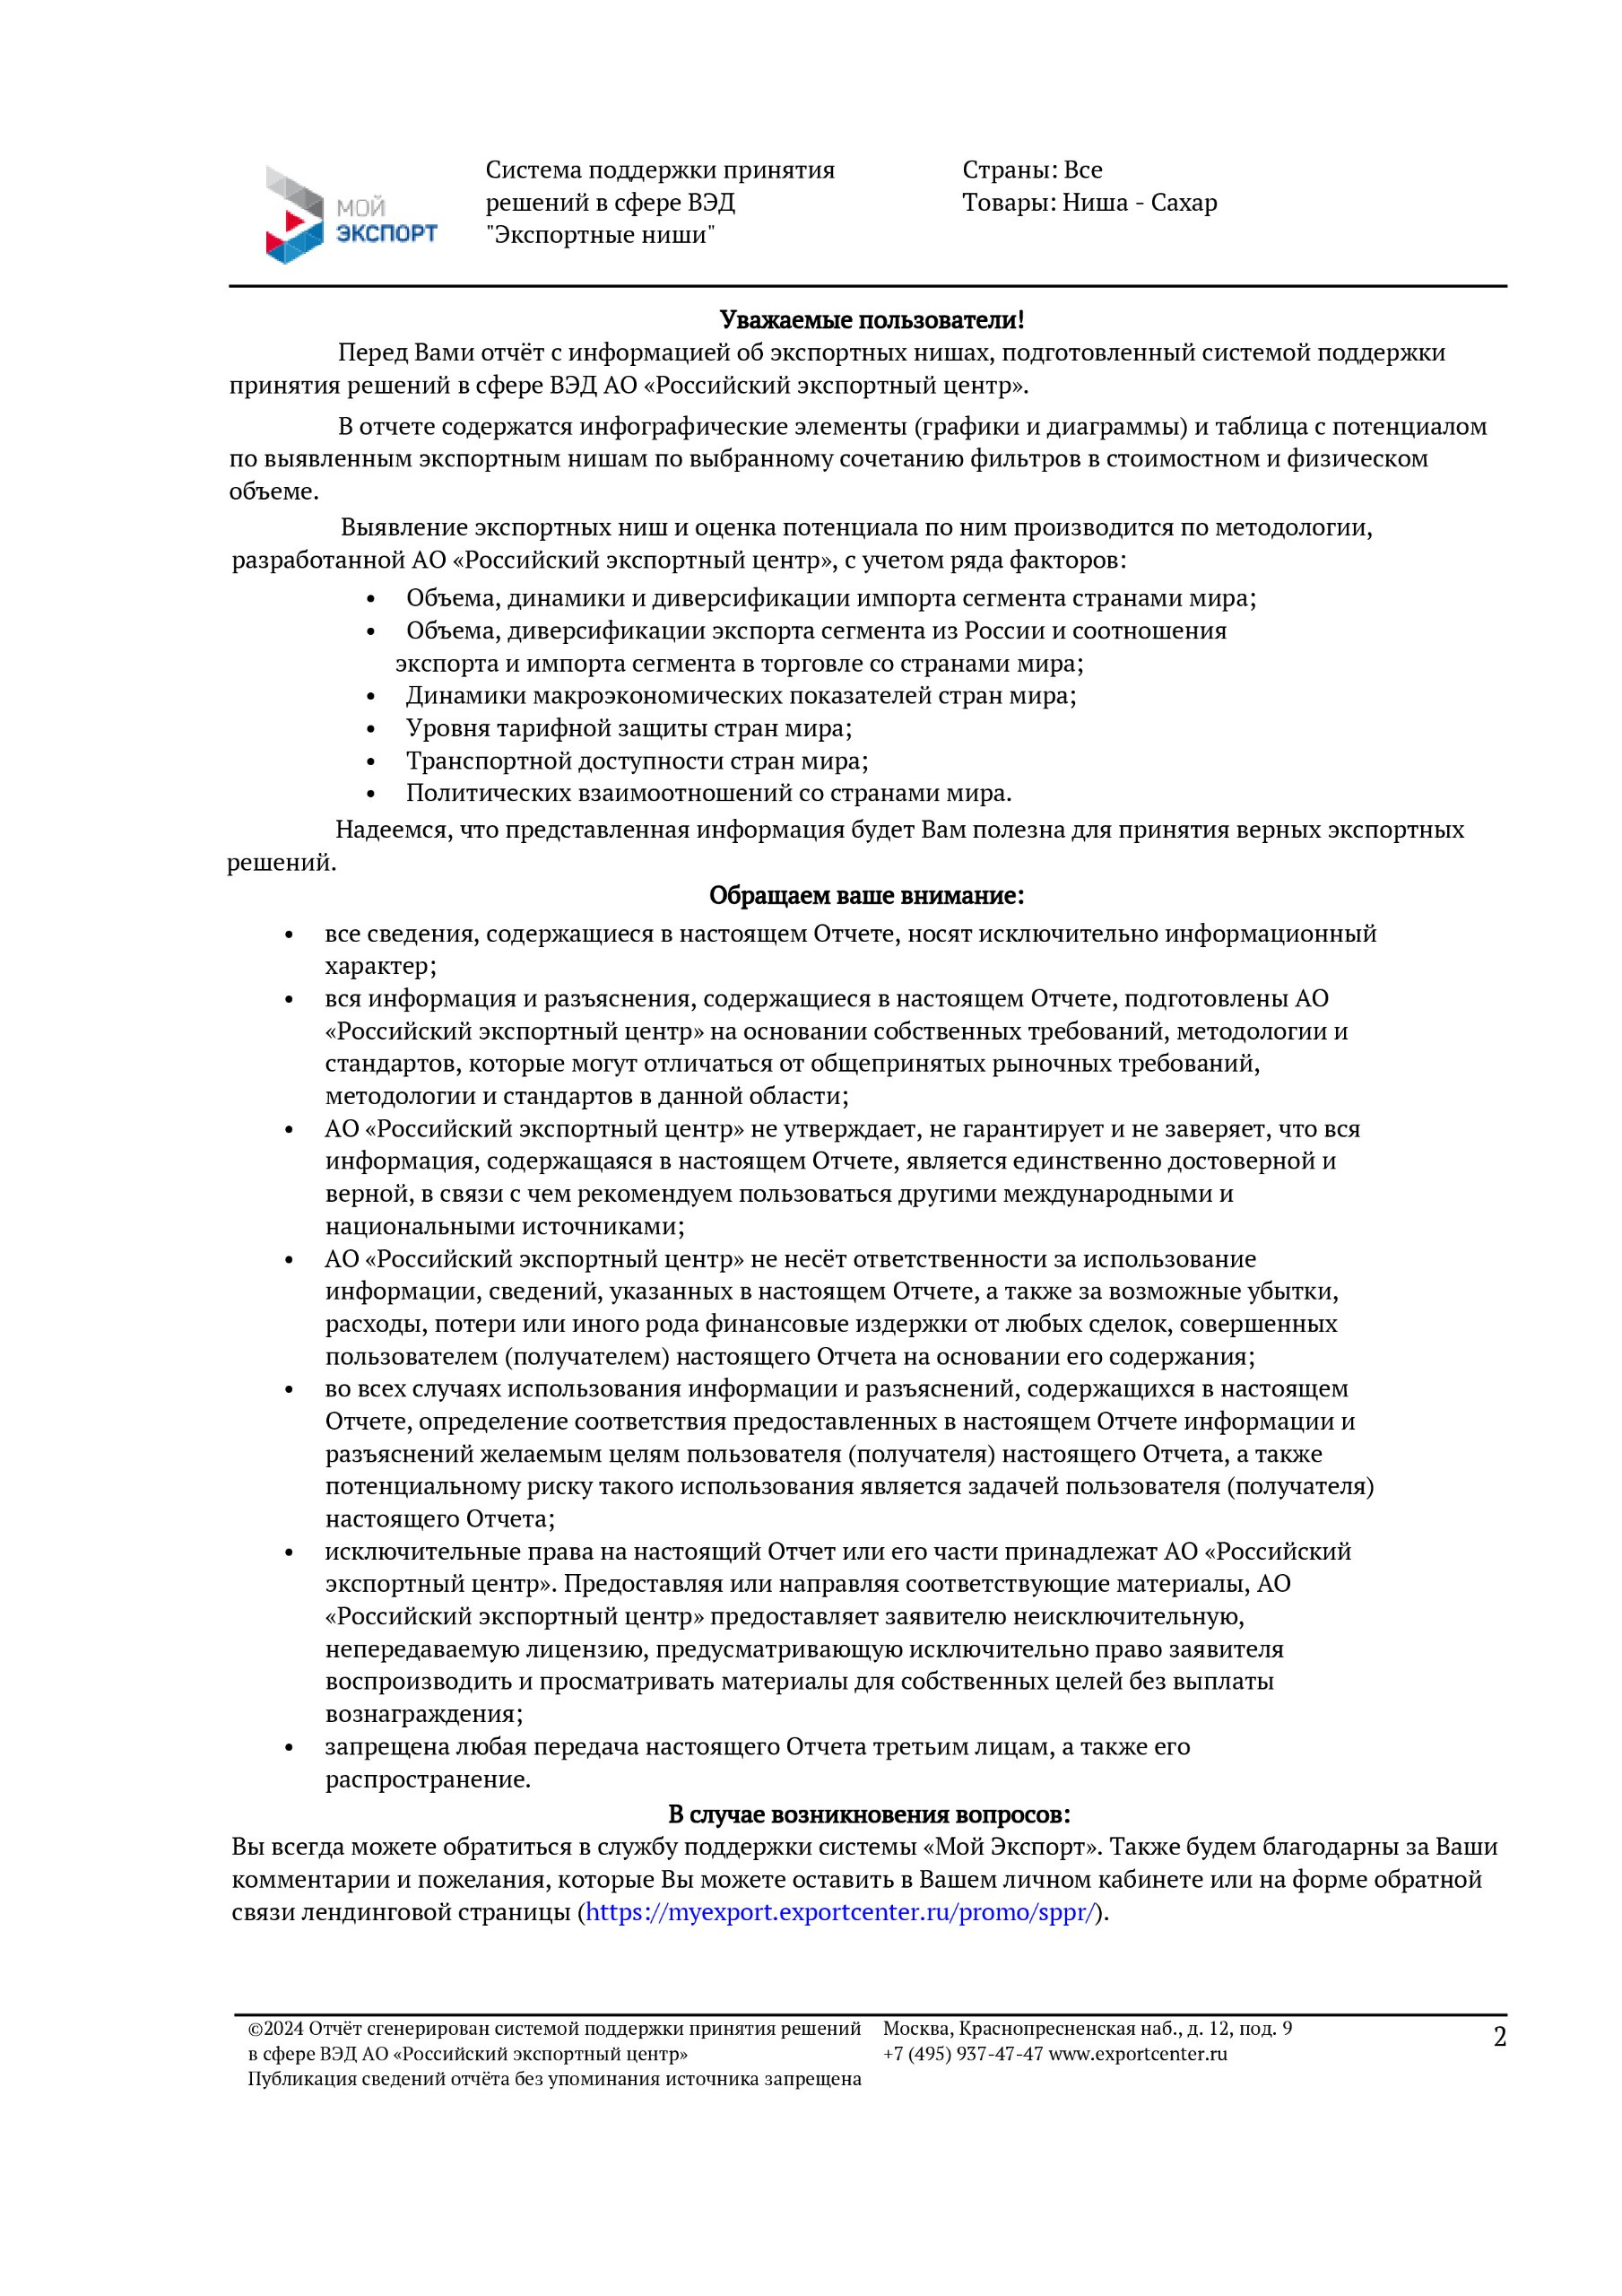 МОЙ
ЭКСПОРТ
Система поддержки принятия
решений в сфере ВЭД
"Экспортные ниши"
Страны: Все
Товары: Ниша - Сахар
Уважаемые пользователи!
Перед Вами отчёт с информацией об экспортных нишах, подготовленный системой поддержки
принятия решений в сфере ВЭД АО «Российский экспортный центр».
В отчете содержатся инфографические элементы (графики и диаграммы) и таблица с потенциалом
по выявленным экспортным нишам по выбранному сочетанию фильтров в стоимостном и физическом
объеме.
Выявление экспортных ниш и оценка потенциала по ним производится по методологии,
разработанной АО «Российский экспортный центр», с учетом ряда факторов:
• Объема, динамики и диверсификации импорта сегмента странами мира;
• Объема, диверсификации экспорта сегмента из России и соотношения
экспорта и импорта сегмента в торговле со странами мира;
• Динамики макроэкономических показателей стран мира;
• Уровня тарифной защиты стран мира;
• Транспортной доступности стран мира;
• Политических взаимоотношений со странами мира.
Надеемся, что представленная информация будет Вам полезна для принятия верных экспортных
решений.
Обращаем ваше внимание:
• все сведения, содержащиеся в настоящем Отчете, носят исключительно информационный
характер;
• вся информация и разъяснения, содержащиеся в настоящем Отчете, подготовлены АО
«Российский экспортный центр» на основании собственных требований, методологии и
стандартов, которые могут отличаться от общепринятых рыночных требований,
методологии и стандартов в данной области;
• АО «Российский экспортный центр» не утверждает, не гарантирует и не заверяет, что вся
информация, содержащаяся в настоящем Отчете, является единственно достоверной и
верной, в связи с чем рекомендуем пользоваться другими международными и
национальными источниками;
• АО «Российский экспортный центр» не несёт ответственности за использование
информации, сведений, указанных в настоящем Отчете, а также за возможные убытки,
расходы, потери или иного рода финансовые издержки от любых сделок, совершенных
пользователем (получателем) настоящего Отчета на основании его содержания;
• во всех случаях использования информации и разъяснений, содержащихся в настоящем
Отчете, определение соответствия предоставленных в настоящем Отчете информации и
разъяснений желаемым целям пользователя (получателя) настоящего Отчета, а также
потенциальному риску такого использования является задачей пользователя (получателя)
настоящего Отчета;
• исключительные права на настоящий Отчет или его части принадлежат АО «Российский
экспортный центр». Предоставляя или направляя соответствующие материалы, АО
«Российский экспортный центр» предоставляет заявителю неисключительную,
непередаваемую лицензию, предусматривающую исключительно право заявителя
воспроизводить и просматривать материалы для собственных целей без выплаты
вознаграждения;
• запрещена любая передача настоящего Отчета третьим лицам, а также его
распространение.
В случае возникновения вопросов:
Вы всегда можете обратиться в службу поддержки системы «Мой Экспорт». Также будем благодарны за Ваши
комментарии и пожелания, которые Вы можете оставить в Вашем личном кабинете или на форме обратной
связи лендинговой страницы (https://myexport.exportcenter.ru/promo/sppr/).
©2024 Отчёт сгенерирован системой поддержки принятия решений
в сфере ВЭД АО «Российский экспортный центр»
Публикация сведений отчёта без упоминания источника запрещена
Москва, Краснопресненская наб., д. 12, под. 9
+7 (495) 937-47-47 www.exportcenter.ru
2